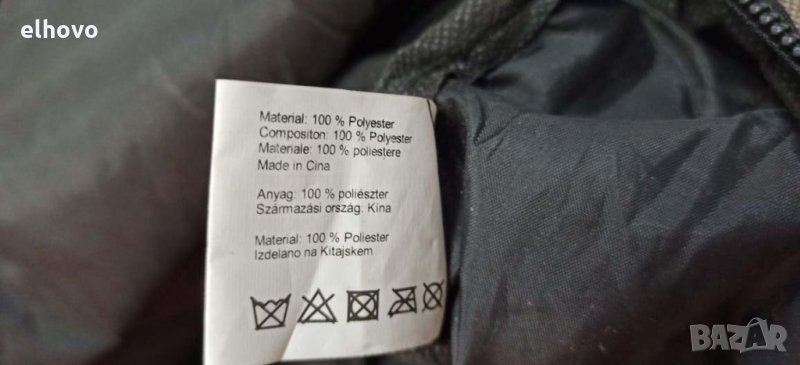 elhovo
Material: 100 % Polyester
Compositon: 100 % Polyester
Materiale: 100 % poliestere
Made in Cina
Anyag: 100 % poliészter
Származási ország: Kina
Material: 100 % Poliester
Izdelano na Kitajskem
BAZAR